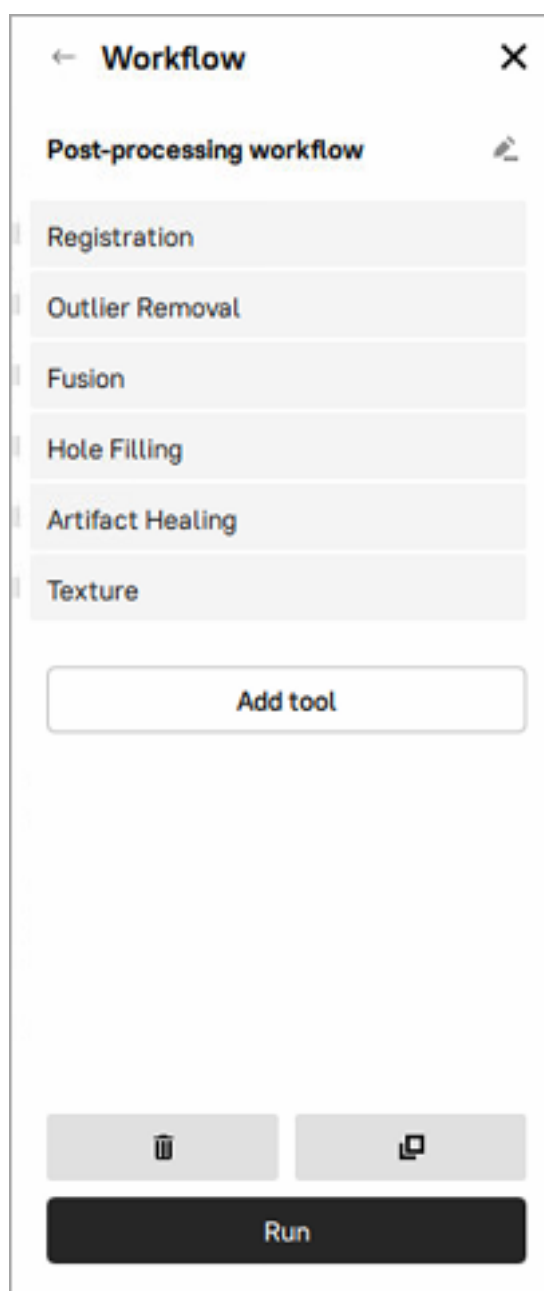 Workflow
Post-processing workflow
Registration
Outlier Removal
Fusion
Hole Filling
Artifact Healing
Texture
Add tool
Run